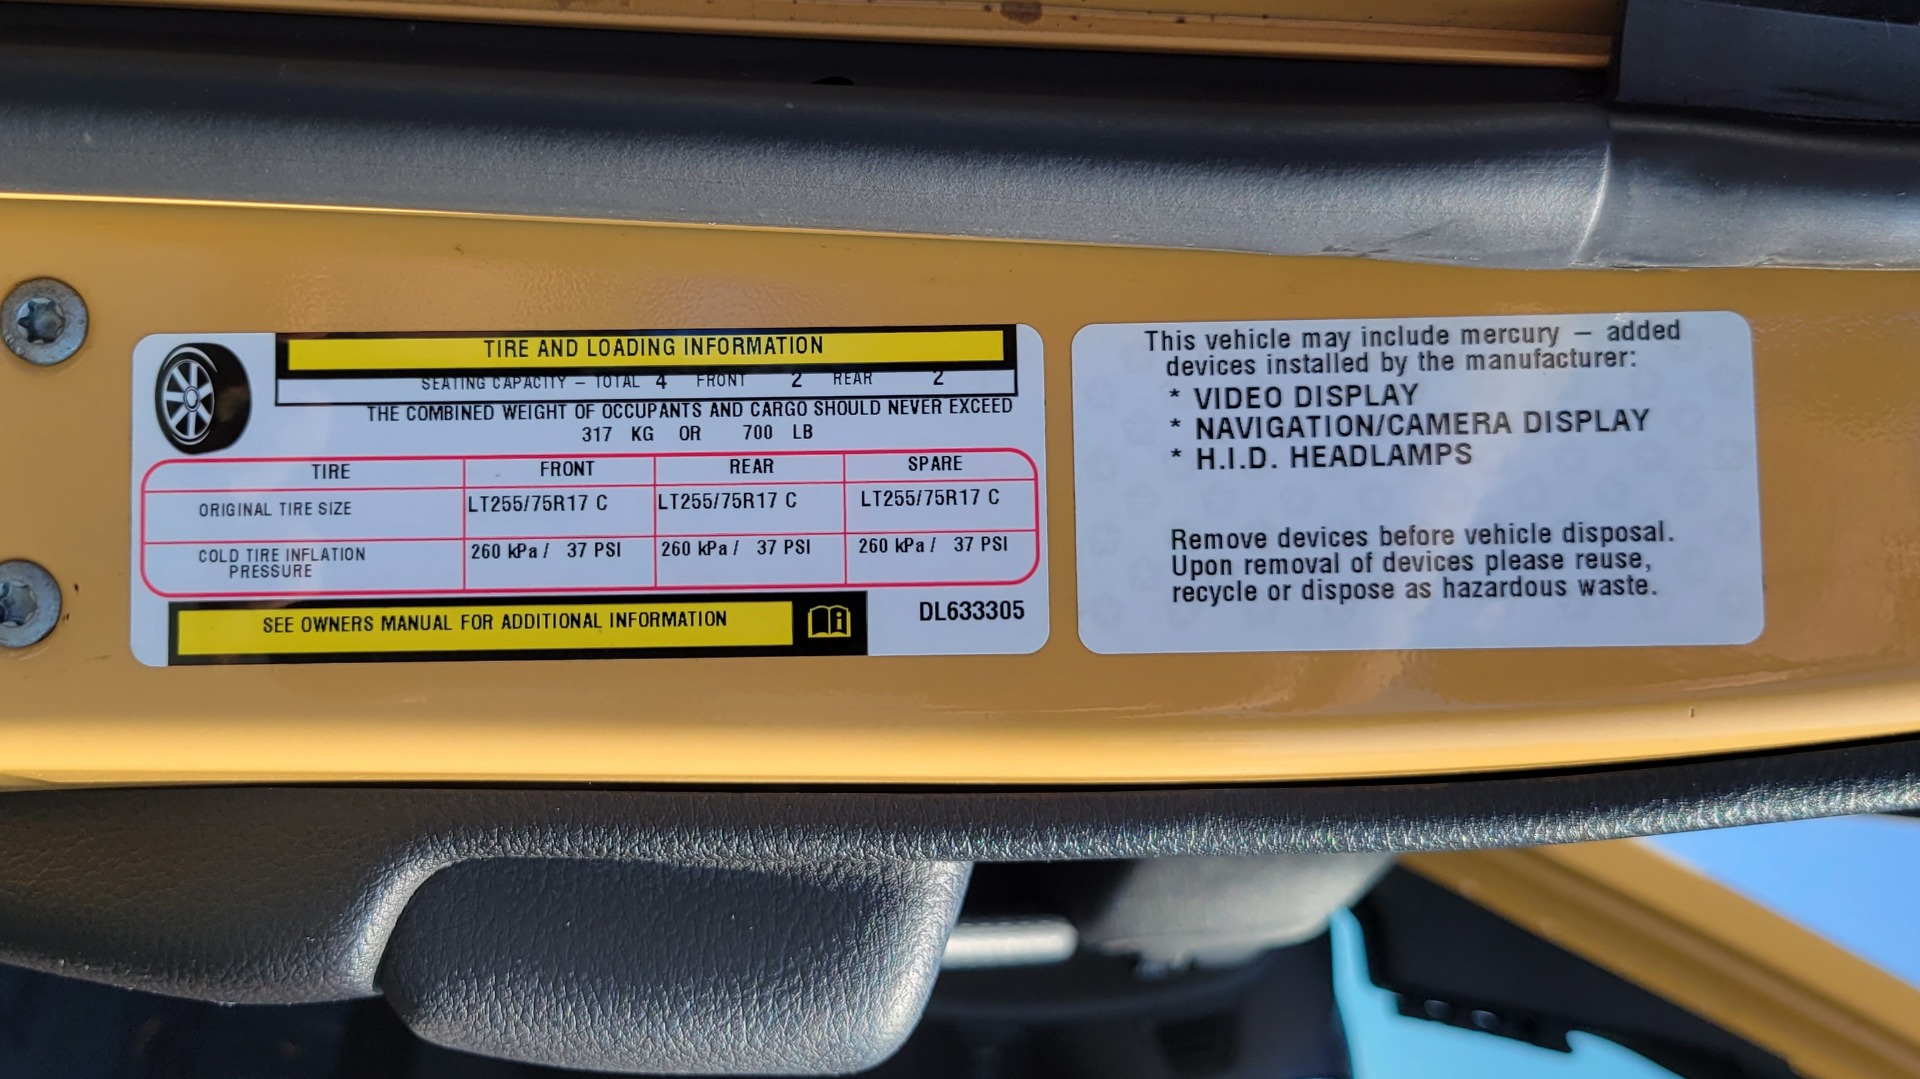 TIRE AND LOADING INFORMATION
SEATING CAPACITY – TOTAL 4 FRONT 2 REAR 2
THE COMBINED WEIGHT OF OCCUPANTS AND CARGO SHOULD NEVER EXCEED
317 KG OR 700 LB
TIRE FRONT REAR SPARE
ORIGINAL TIRE SIZE LT255/75R17 C LT255/75R17 C LT255/75R17 C
COLD TIRE INFLATION 260 kPa / 37 PSI 260 kPa / 37 PSI 260 kPa / 37 PSI
PRESSURE
SEE OWNERS MANUAL FOR ADDITIONAL INFORMATION
DL633305
This vehicle may include mercury – added
devices installed by the manufacturer:
* VIDEO DISPLAY
* NAVIGATION/CAMERA DISPLAY
* H.I.D. HEADLAMPS
Remove devices before vehicle disposal.
Upon removal of devices please reuse,
recycle or dispose as hazardous waste.